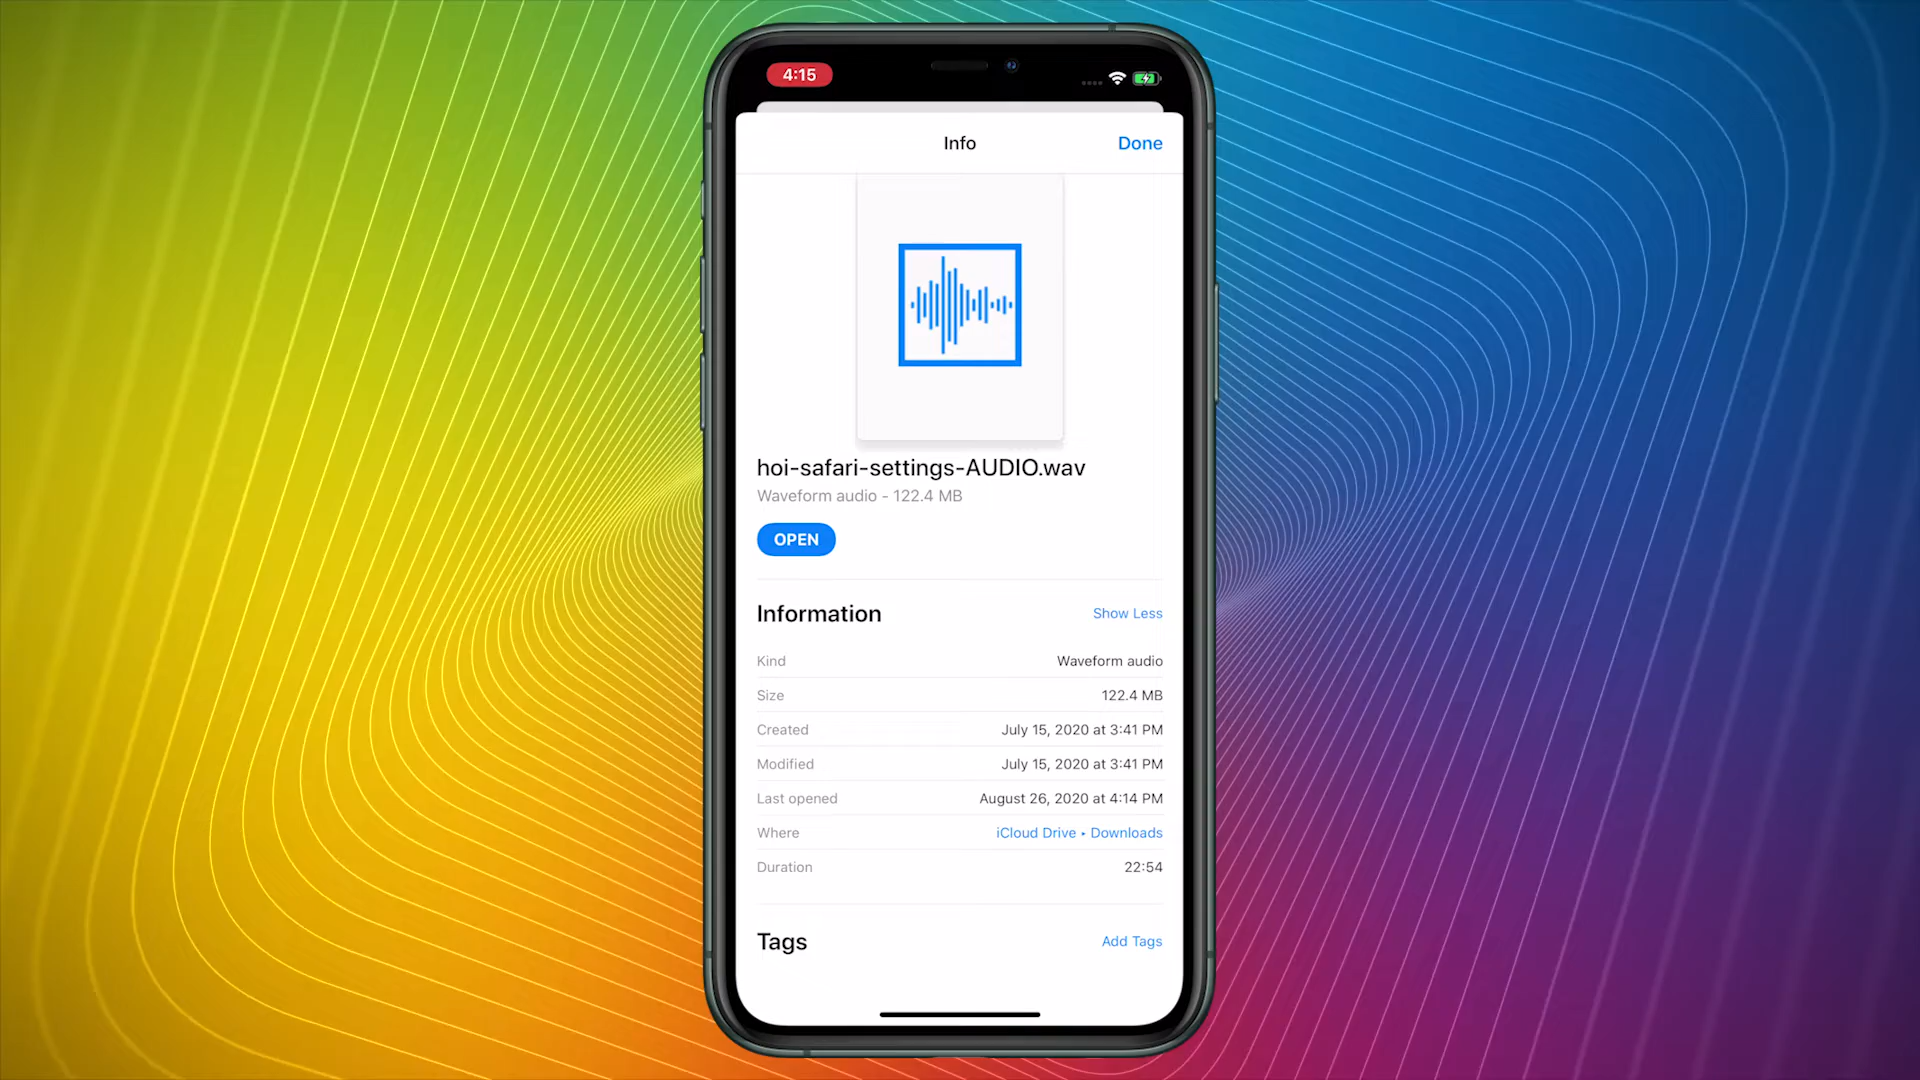 4:15
Info
Done
hoi-safari-settings-AUDIO.wav
Waveform audio - 122.4 MB
OPEN
Information
Show Less
Kind
Waveform audio
Size
122.4 MB
Created
July 15, 2020 at 3:41 PM
Modified
July 15, 2020 at 3:41 PM
Last opened
August 26, 2020 at 4:14 PM
Where
iCloud Drive ▸ Downloads
Duration
22:54
Tags
Add Tags